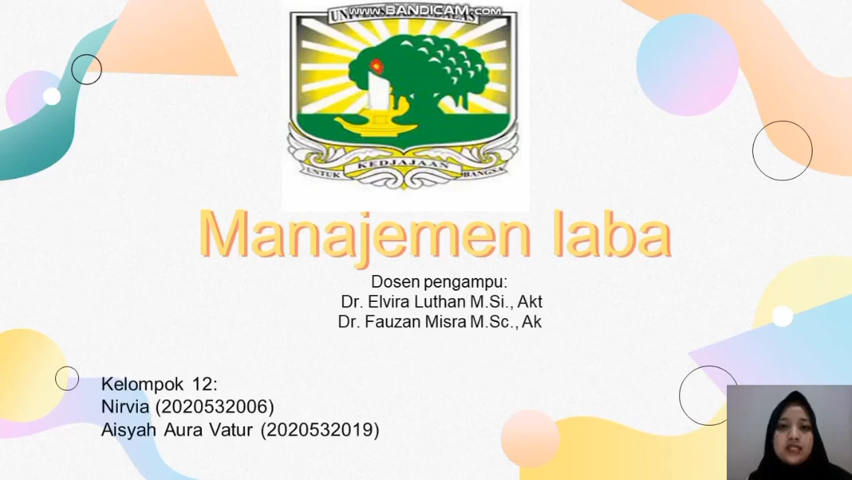 www.BANDICAM.com
UNTUK KEDJAJAAN BANGSA
Manajemen laba
Dosen pengampu:
Dr. Elvira Luthan M.Si., Akt
Dr. Fauzan Misra M.Sc., Ak
Kelompok 12:
Nirvia (2020532006)
Aisyah Aura Vatur (2020532019)